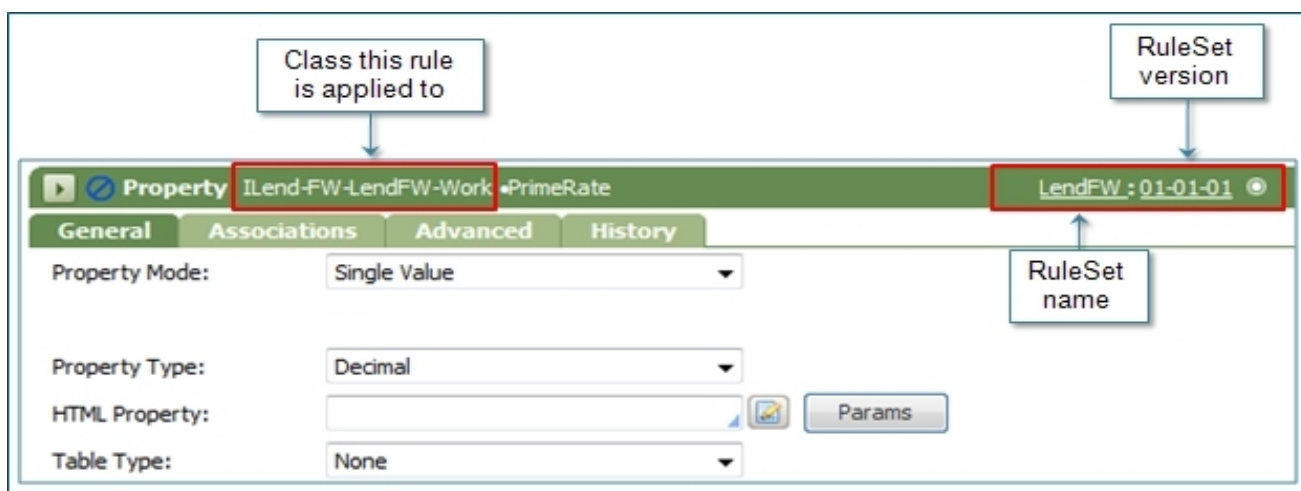 Class this rule
is applied to
RuleSet
version
Property ILend-FW-LendFW-Work •PrimeRate LendFW : 01-01-01
General Associations Advanced History
Property Mode: Single Value
RuleSet
name
Property Type: Decimal
HTML Property: Params
Table Type: None